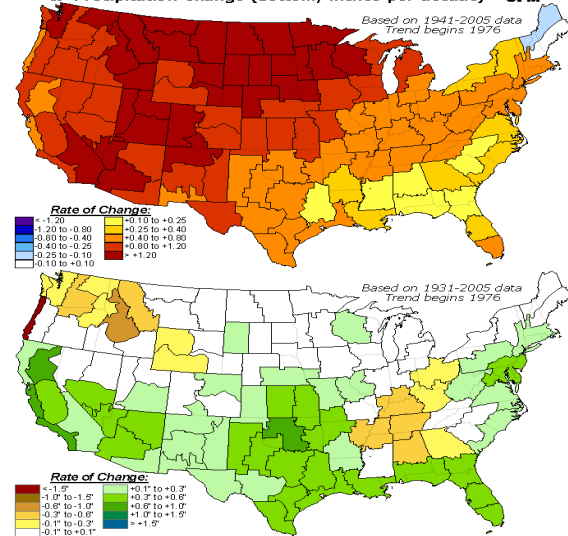 Based on 1941-2005 data
Trend begins 1976
Rate of Change:
< -1.20
-1.20 to -0.80
-0.80 to -0.40
-0.40 to -0.25
-0.25 to -0.10
-0.10 to +0.10
+0.10 to +0.25
+0.25 to +0.40
+0.40 to +0.80
+0.80 to +1.20
> +1.20
Based on 1931-2005 data
Trend begins 1976
Rate of Change:
< -1.5"
-1.0" to -1.5"
-0.6" to -1.0"
-0.3" to -0.6"
-0.1" to -0.3"
-0.1" to +0.1"
+0.1" to +0.3"
+0.3" to +0.6"
+0.6" to +1.0"
+1.0" to +1.5"
> +1.5"